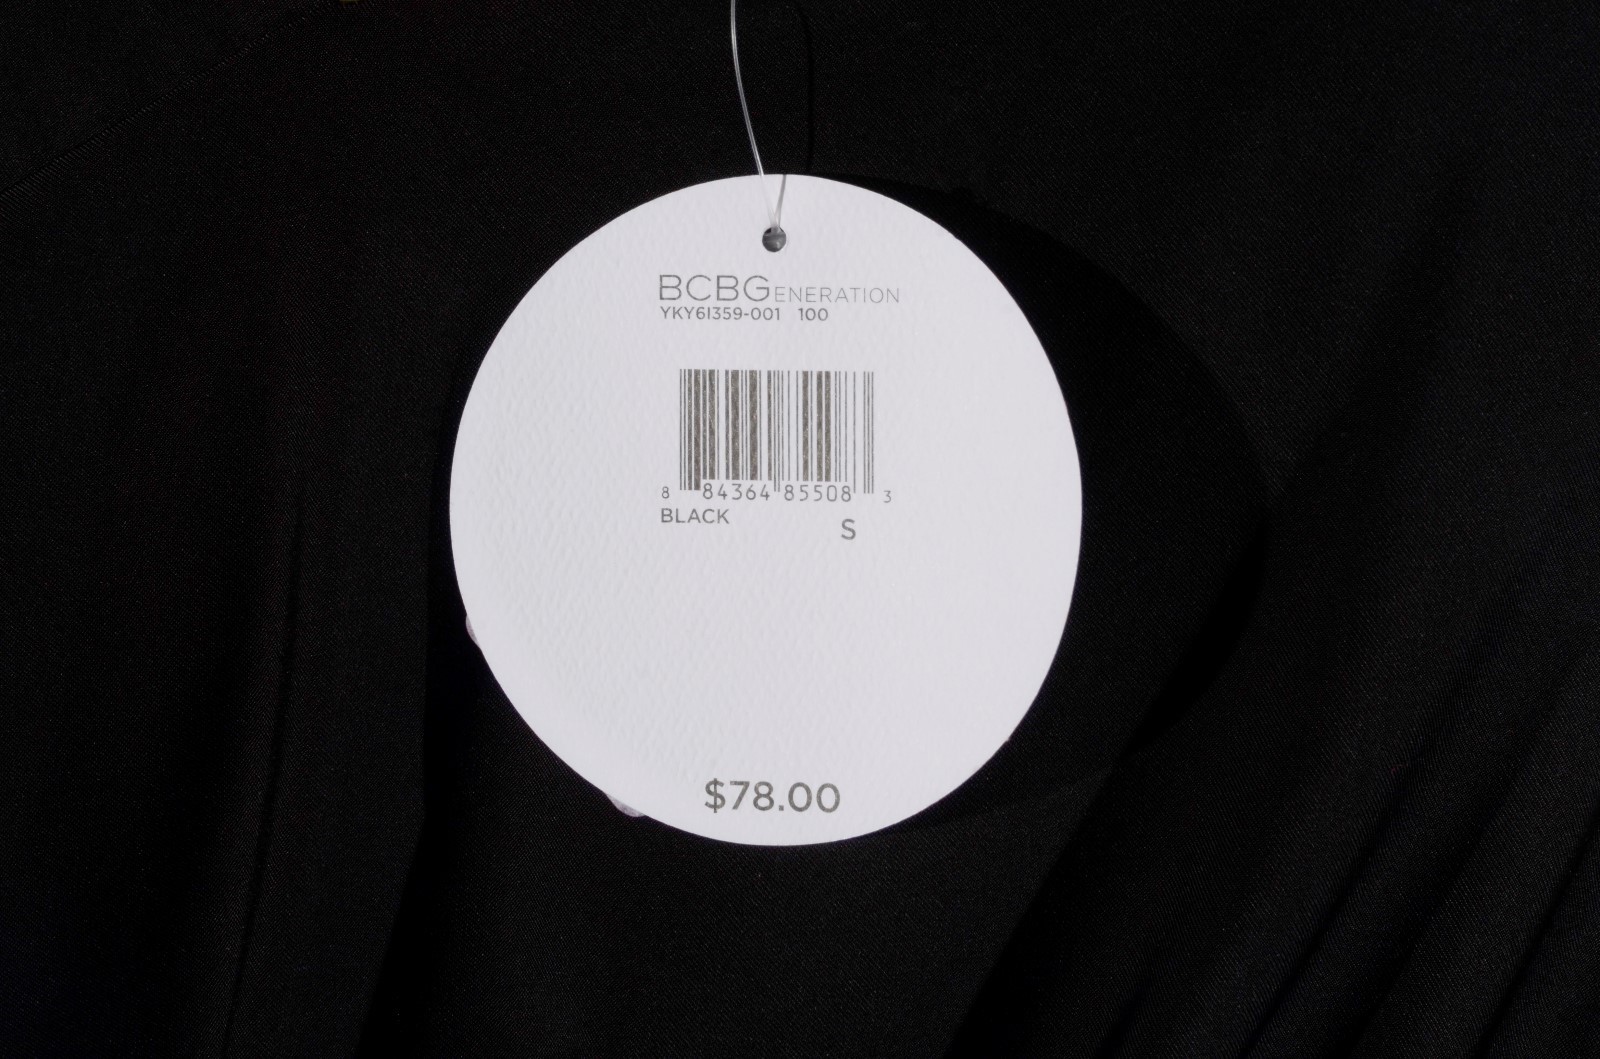 BCBGENERATION
YKY6I359-001 100
8 84364 85508 3
BLACK S
$78.00